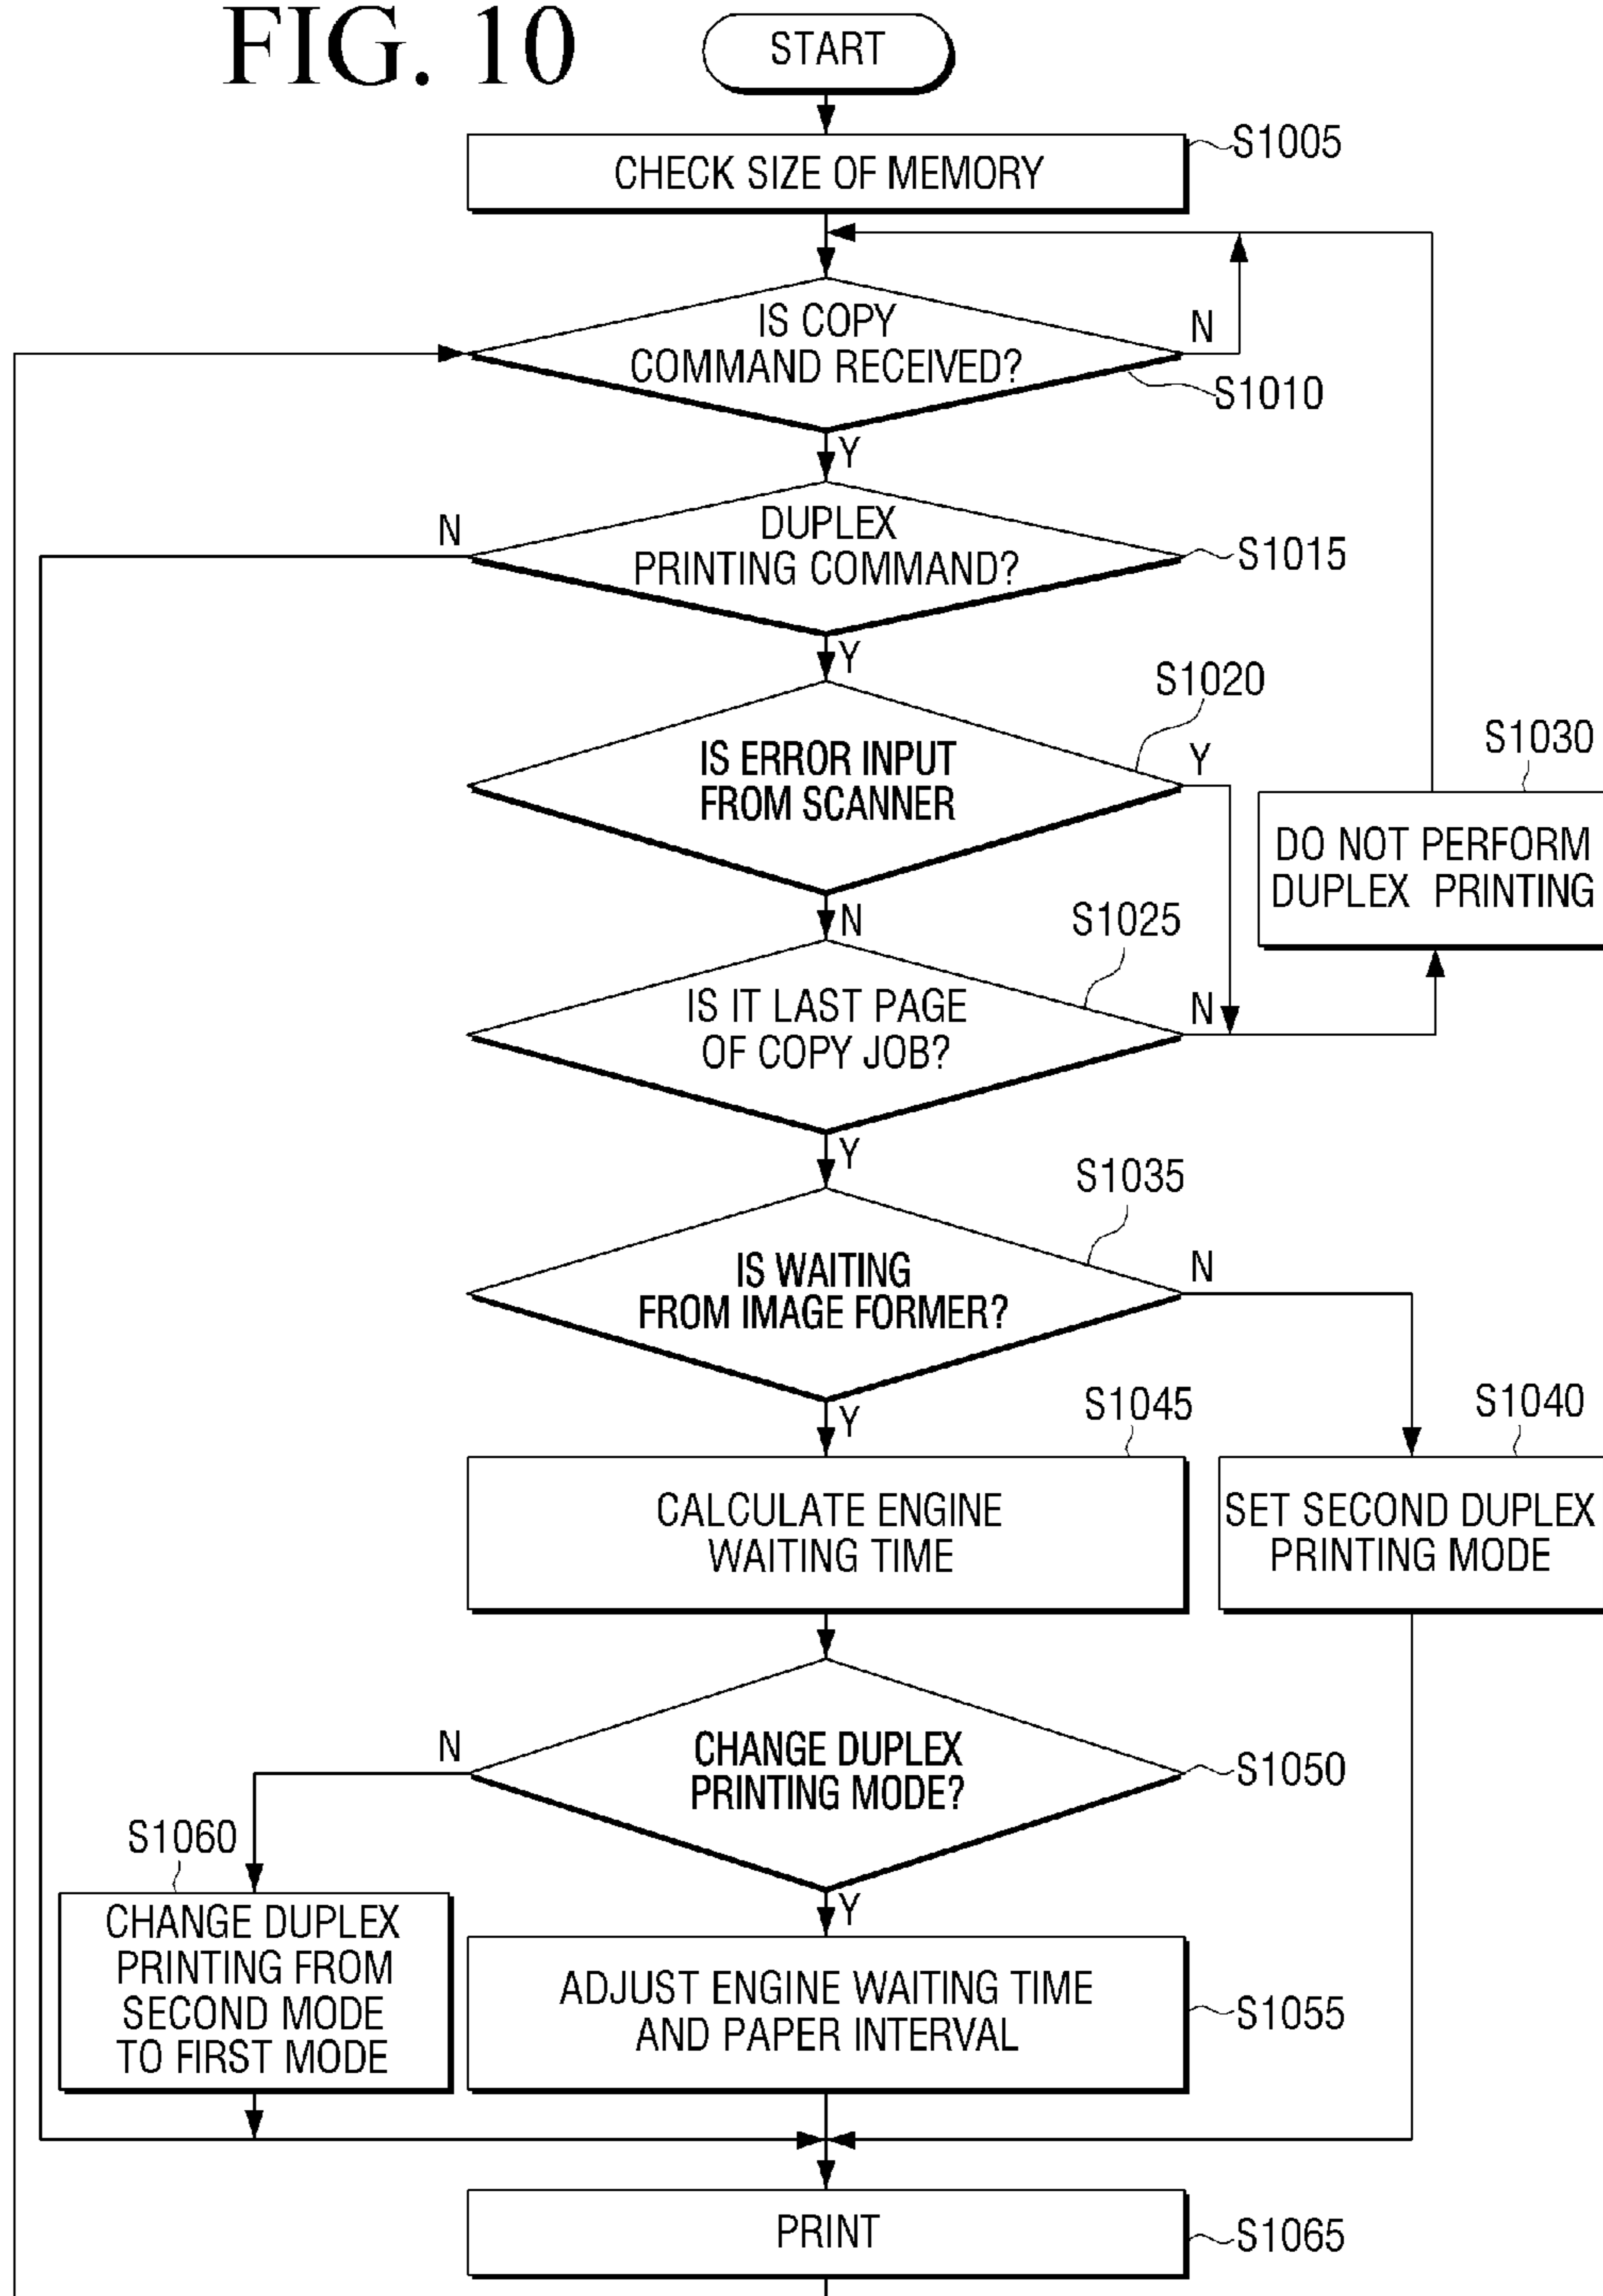 FIG. 10
START
CHECK SIZE OF MEMORY
S1005
IS COPY
COMMAND RECEIVED?
N
S1010
Y
DUPLEX
PRINTING COMMAND?
N
S1015
Y
S1020
IS ERROR INPUT
FROM SCANNER
Y
S1030
DO NOT PERFORM
DUPLEX PRINTING
N
S1025
IS IT LAST PAGE
OF COPY JOB?
N
Y
S1035
IS WAITING
FROM IMAGE FORMER?
N
Y
S1045
S1040
CALCULATE ENGINE
WAITING TIME
SET SECOND DUPLEX
PRINTING MODE
N
CHANGE DUPLEX
PRINTING MODE?
S1050
S1060
Y
CHANGE DUPLEX
PRINTING FROM
SECOND MODE
TO FIRST MODE
ADJUST ENGINE WAITING TIME
AND PAPER INTERVAL
S1055
PRINT
S1065